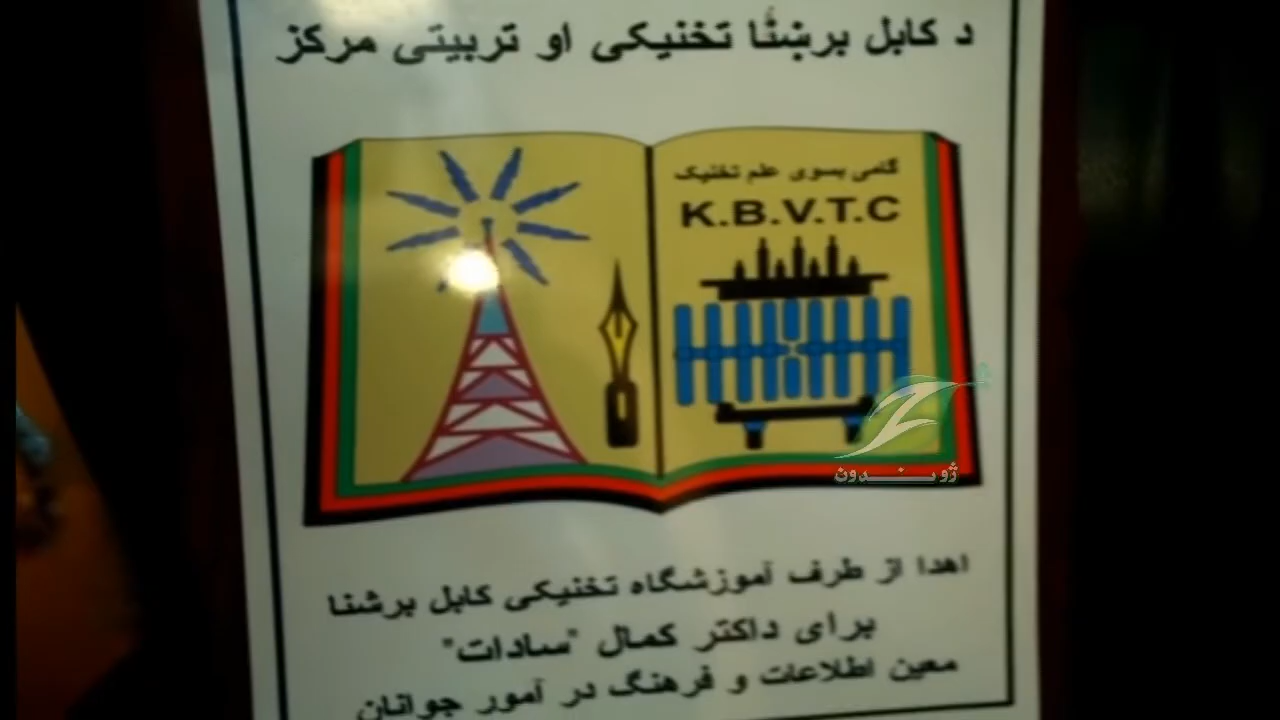 د کابل برښنا تخنیکی او تربیتی مرکز
گامی بسوی علم تخنیک
K.B.V.T.C
ژوندون
اهدا از طرف آموزشگاه تخنیکی کابل برشنا
برای داکتر کمال "سادات"
معین اطلاعات و فرهنگ در آمور جوانان